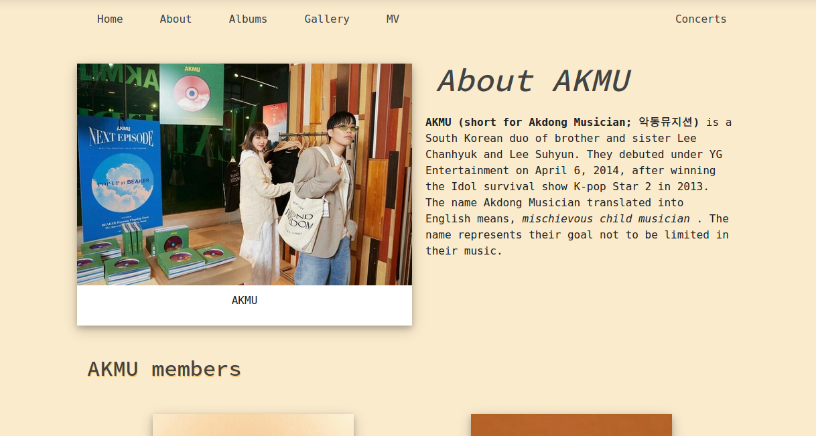 Home About Albums Gallery MV Concerts
AKMU
AKMU
NEXT EPISODE
AKMU
About AKMU
AKMU (short for Akdong Musician; 악동뮤지션) is a
South Korean duo of brother and sister Lee
Chanhyuk and Lee Suhyun. They debuted under YG
Entertainment on April 6, 2014, after winning
the Idol survival show K-pop Star 2 in 2013.
The name Akdong Musician translated into
English means, mischievous child musician . The
name represents their goal not to be limited in
their music.
AKMU
AKMU members